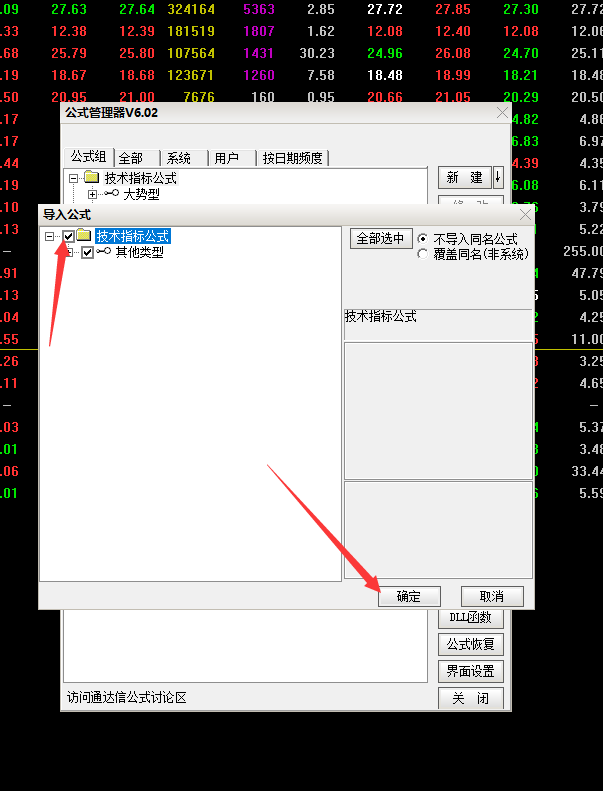 .09 27.63 27.64 324164 5363 2.85 27.72 27.85 27.30 27.72
.33 12.38 12.39 181519 1807 1.62 12.08 12.40 12.08
.68 25.79 25.80 107564 1431 30.23 24.96 26.08 24.70 25.11
.19 18.67 18.68 123671 1260 7.58 18.48 18.99 18.21 18.48
.50 20.95 21.00 7676 160 0.95 20.66 21.05 20.29 20.50
公式管理器V6.02
.17 4.82 4.86
.17 6.83 6.97
公式组 全部 系统 用户 按日期频度
.44 4.39 4.35
技术指标公式
新 建 ↓
.19 6.08 6.11
大势型
.10 3.79
导入公式
.13 5.22
技术指标公式
全部选中 不导入同名公式
其他类型
覆盖同名(非系统)
– 255.00
.91 47.79
.13 5.05
.04 4.25
技术指标公式
.55 11.00
.26 3.25
.11 4.65
– –
.03 5.37
.01 3.48
.06 33.44
.01 5.59
确定 取消
DLL函数
公式恢复
界面设置
访问通达信公式讨论区
关 闭